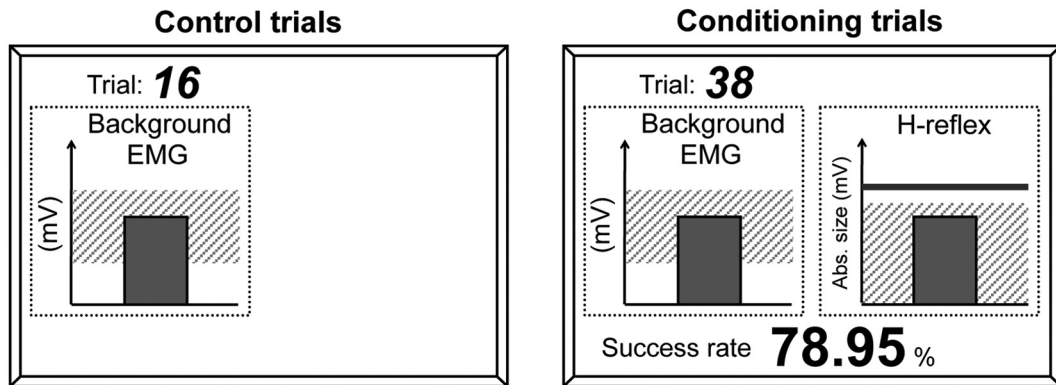 Control trials
Trial: 16
Background
EMG
(mV)
Conditioning trials
Trial: 38
Background
EMG
(mV)
H-reflex
Abs. size (mV)
Success rate 78.95 %